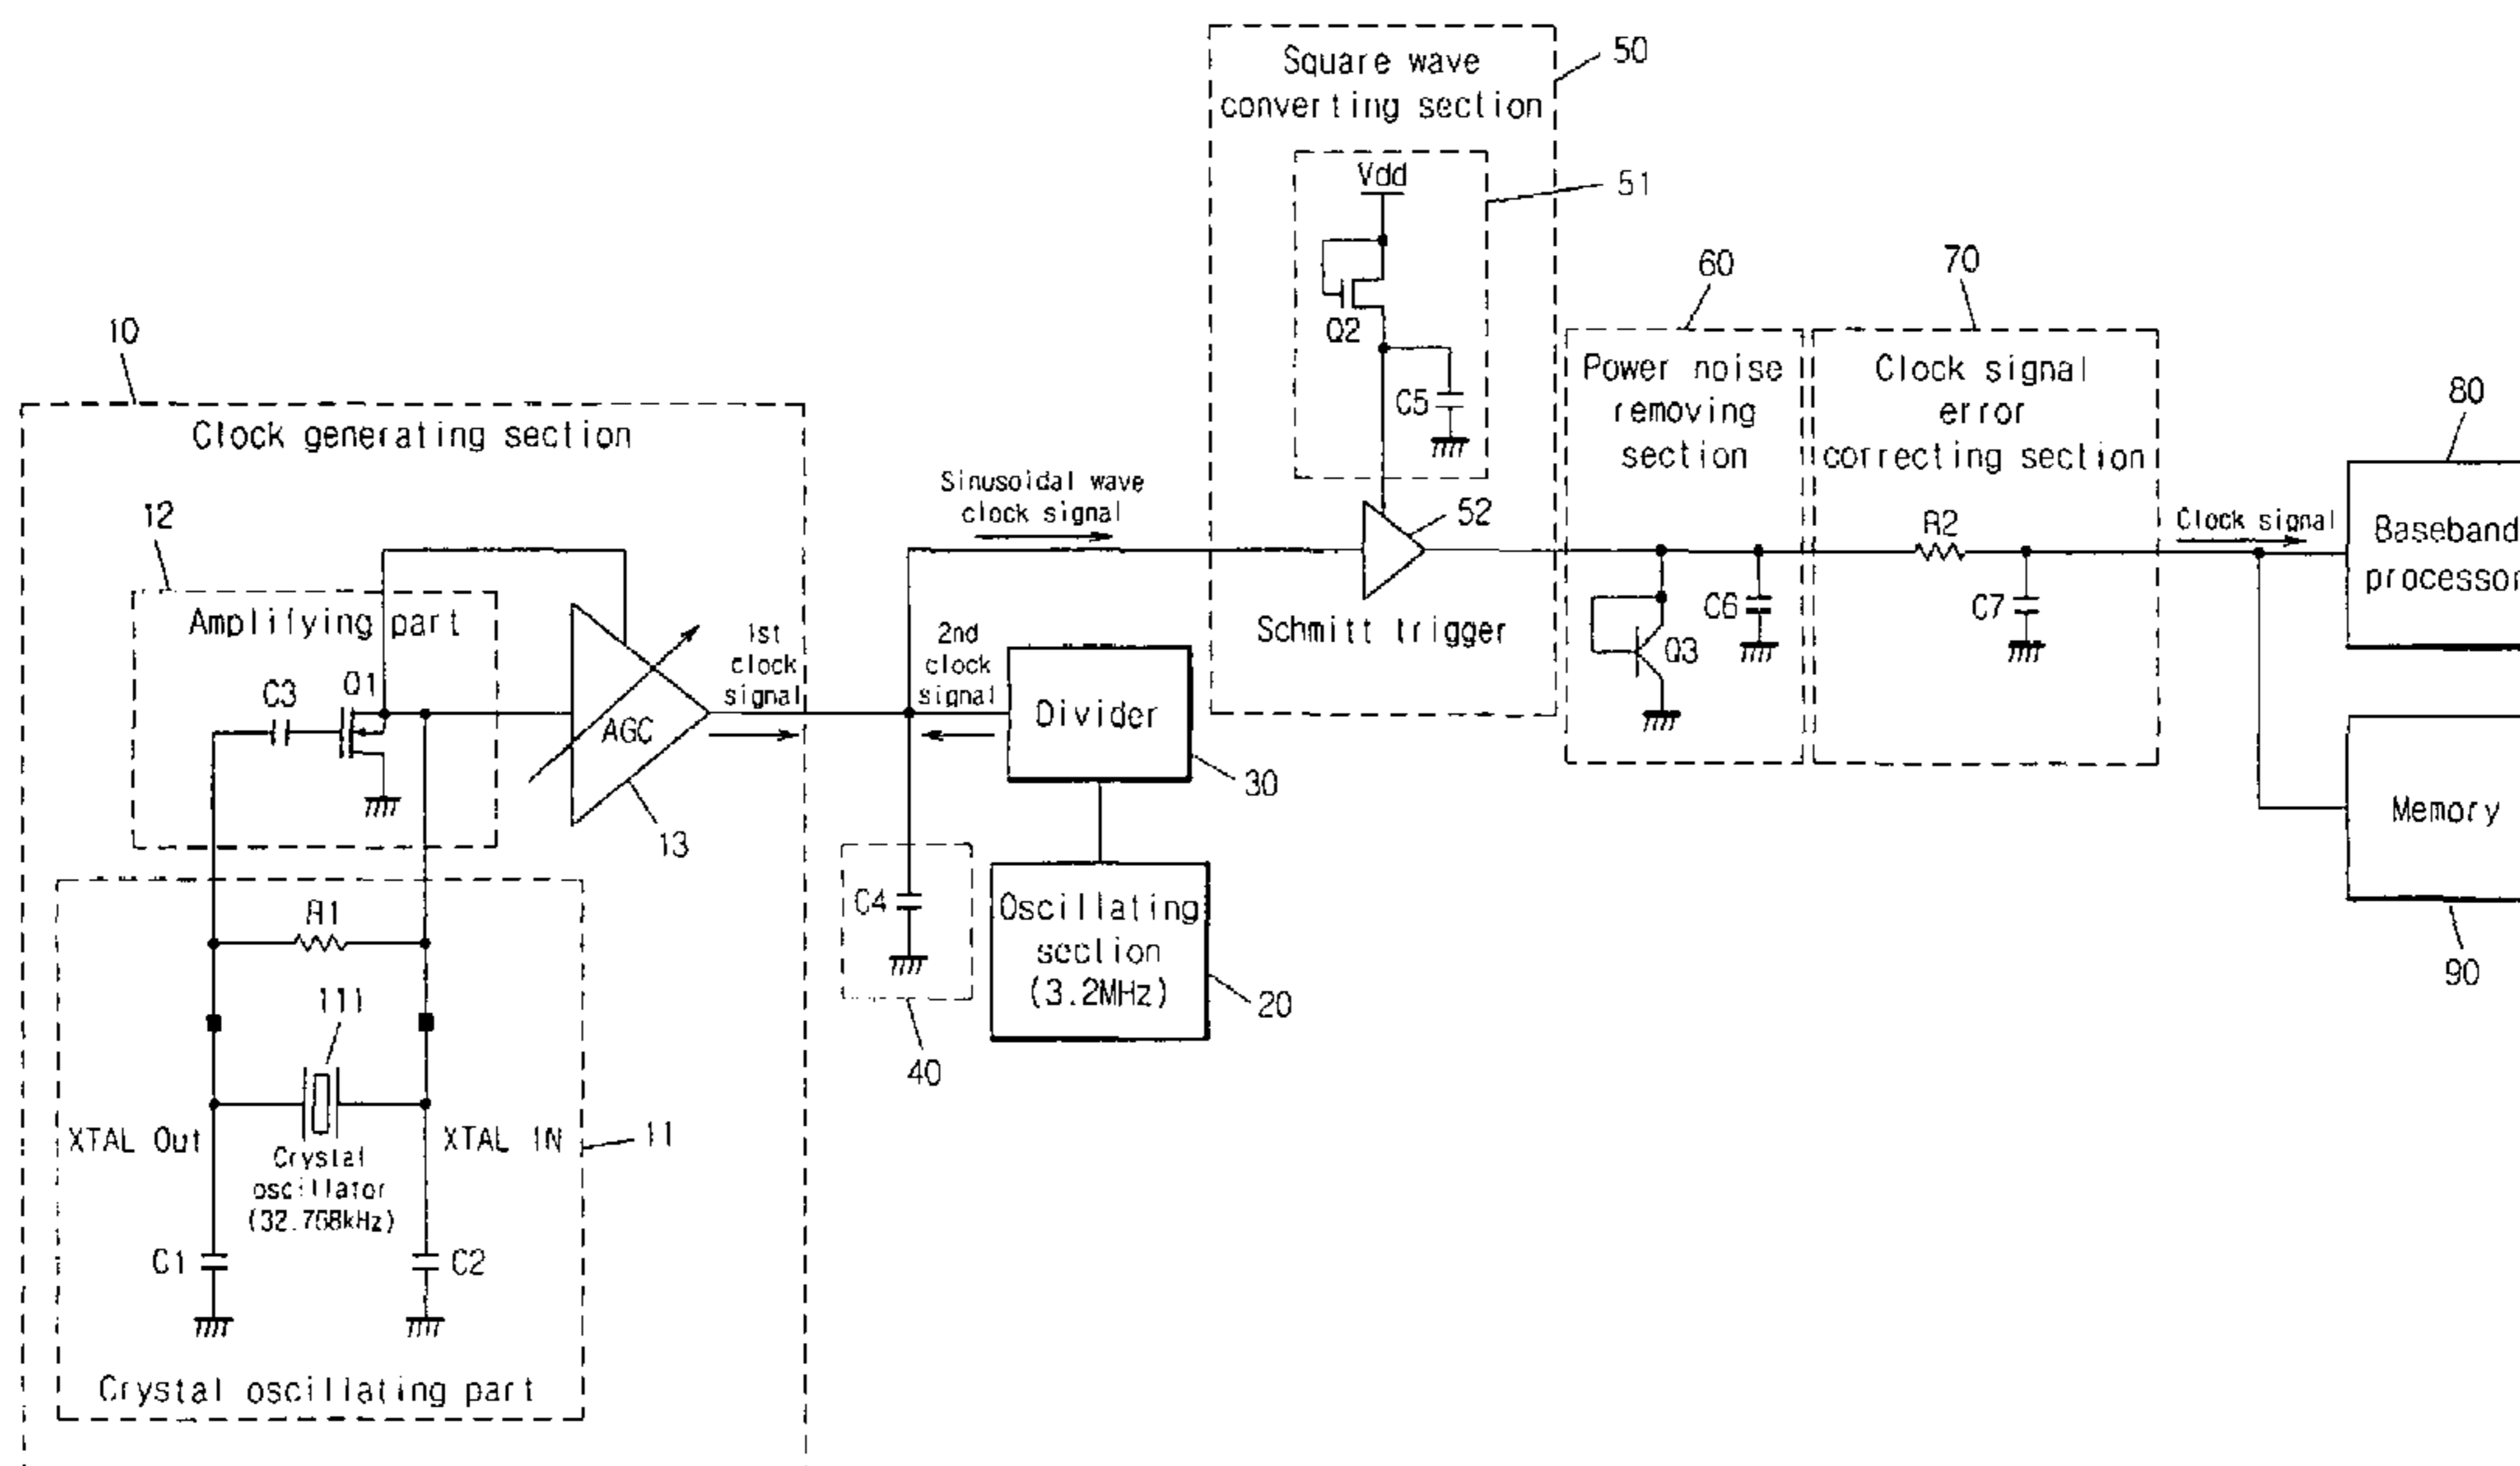 50
Square wave
converting section
Vdd
51
Q2
C5
60
70
10
Power noise
removing
section
Clock signal
error
correcting section
80
Clock generating section
Sinusoidal wave
clock signal
52
12
R2
Clock signal
Baseband
processor
Amplifying part
1st
clock
signal
2nd
clock
signal
Schmitt trigger
C6
C7
Q3
C3
Q1
AGC
Divider
30
13
Memory
C4
Oscillating
section
(3.2MHz)
R1
20
90
111
40
XTAL Out
XTAL IN
11
Crystal
oscillator
(32.768kHz)
C1
C2
Crystal oscillating part